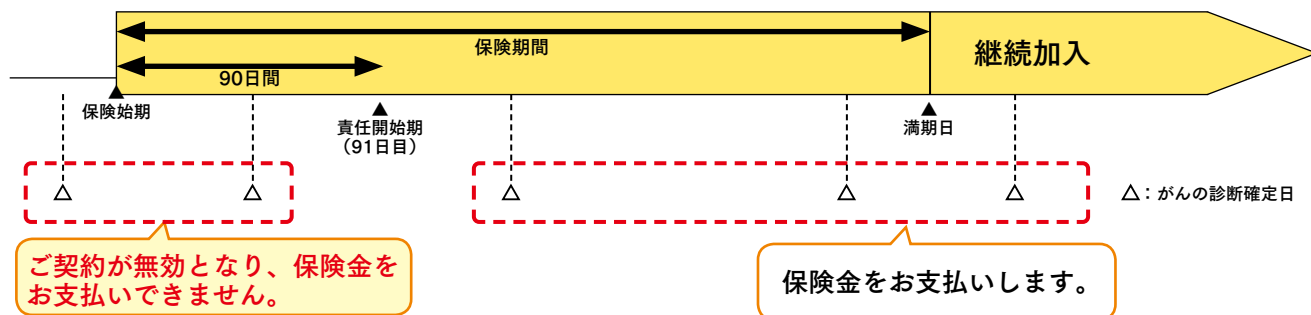 保険期間
継続加入
90日間
▲
保険始期
▲
責任開始期
（91日目）
▲
満期日
△
△
△
△
△
△：がんの診断確定日
ご契約が無効となり、保険金を
お支払いできません。
保険金をお支払いします。